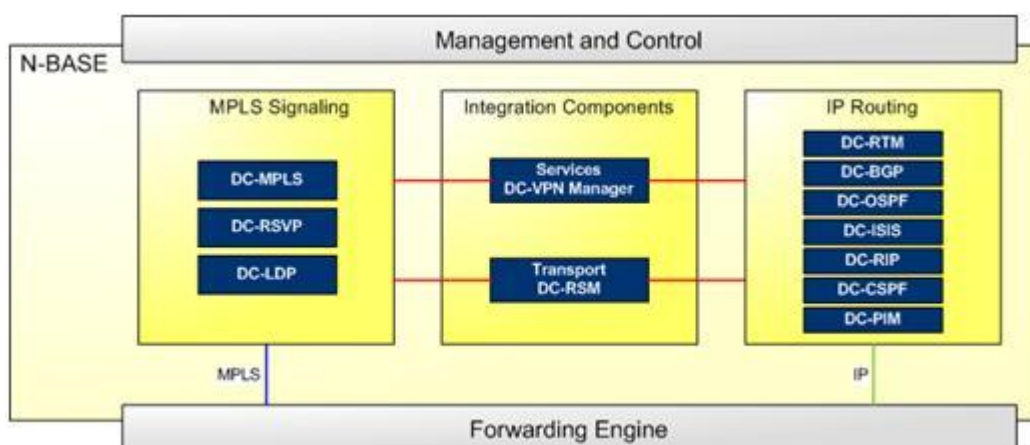 Management and Control
N-BASE
MPLS Signaling
DC-MPLS
DC-RSVP
DC-LDP
Integration Components
Services
DC-VPN Manager
Transport
DC-RSM
IP Routing
DC-RTM
DC-BGP
DC-OSPF
DC-ISIS
DC-RIP
DC-CSPF
DC-PIM
MPLS
IP
Forwarding Engine